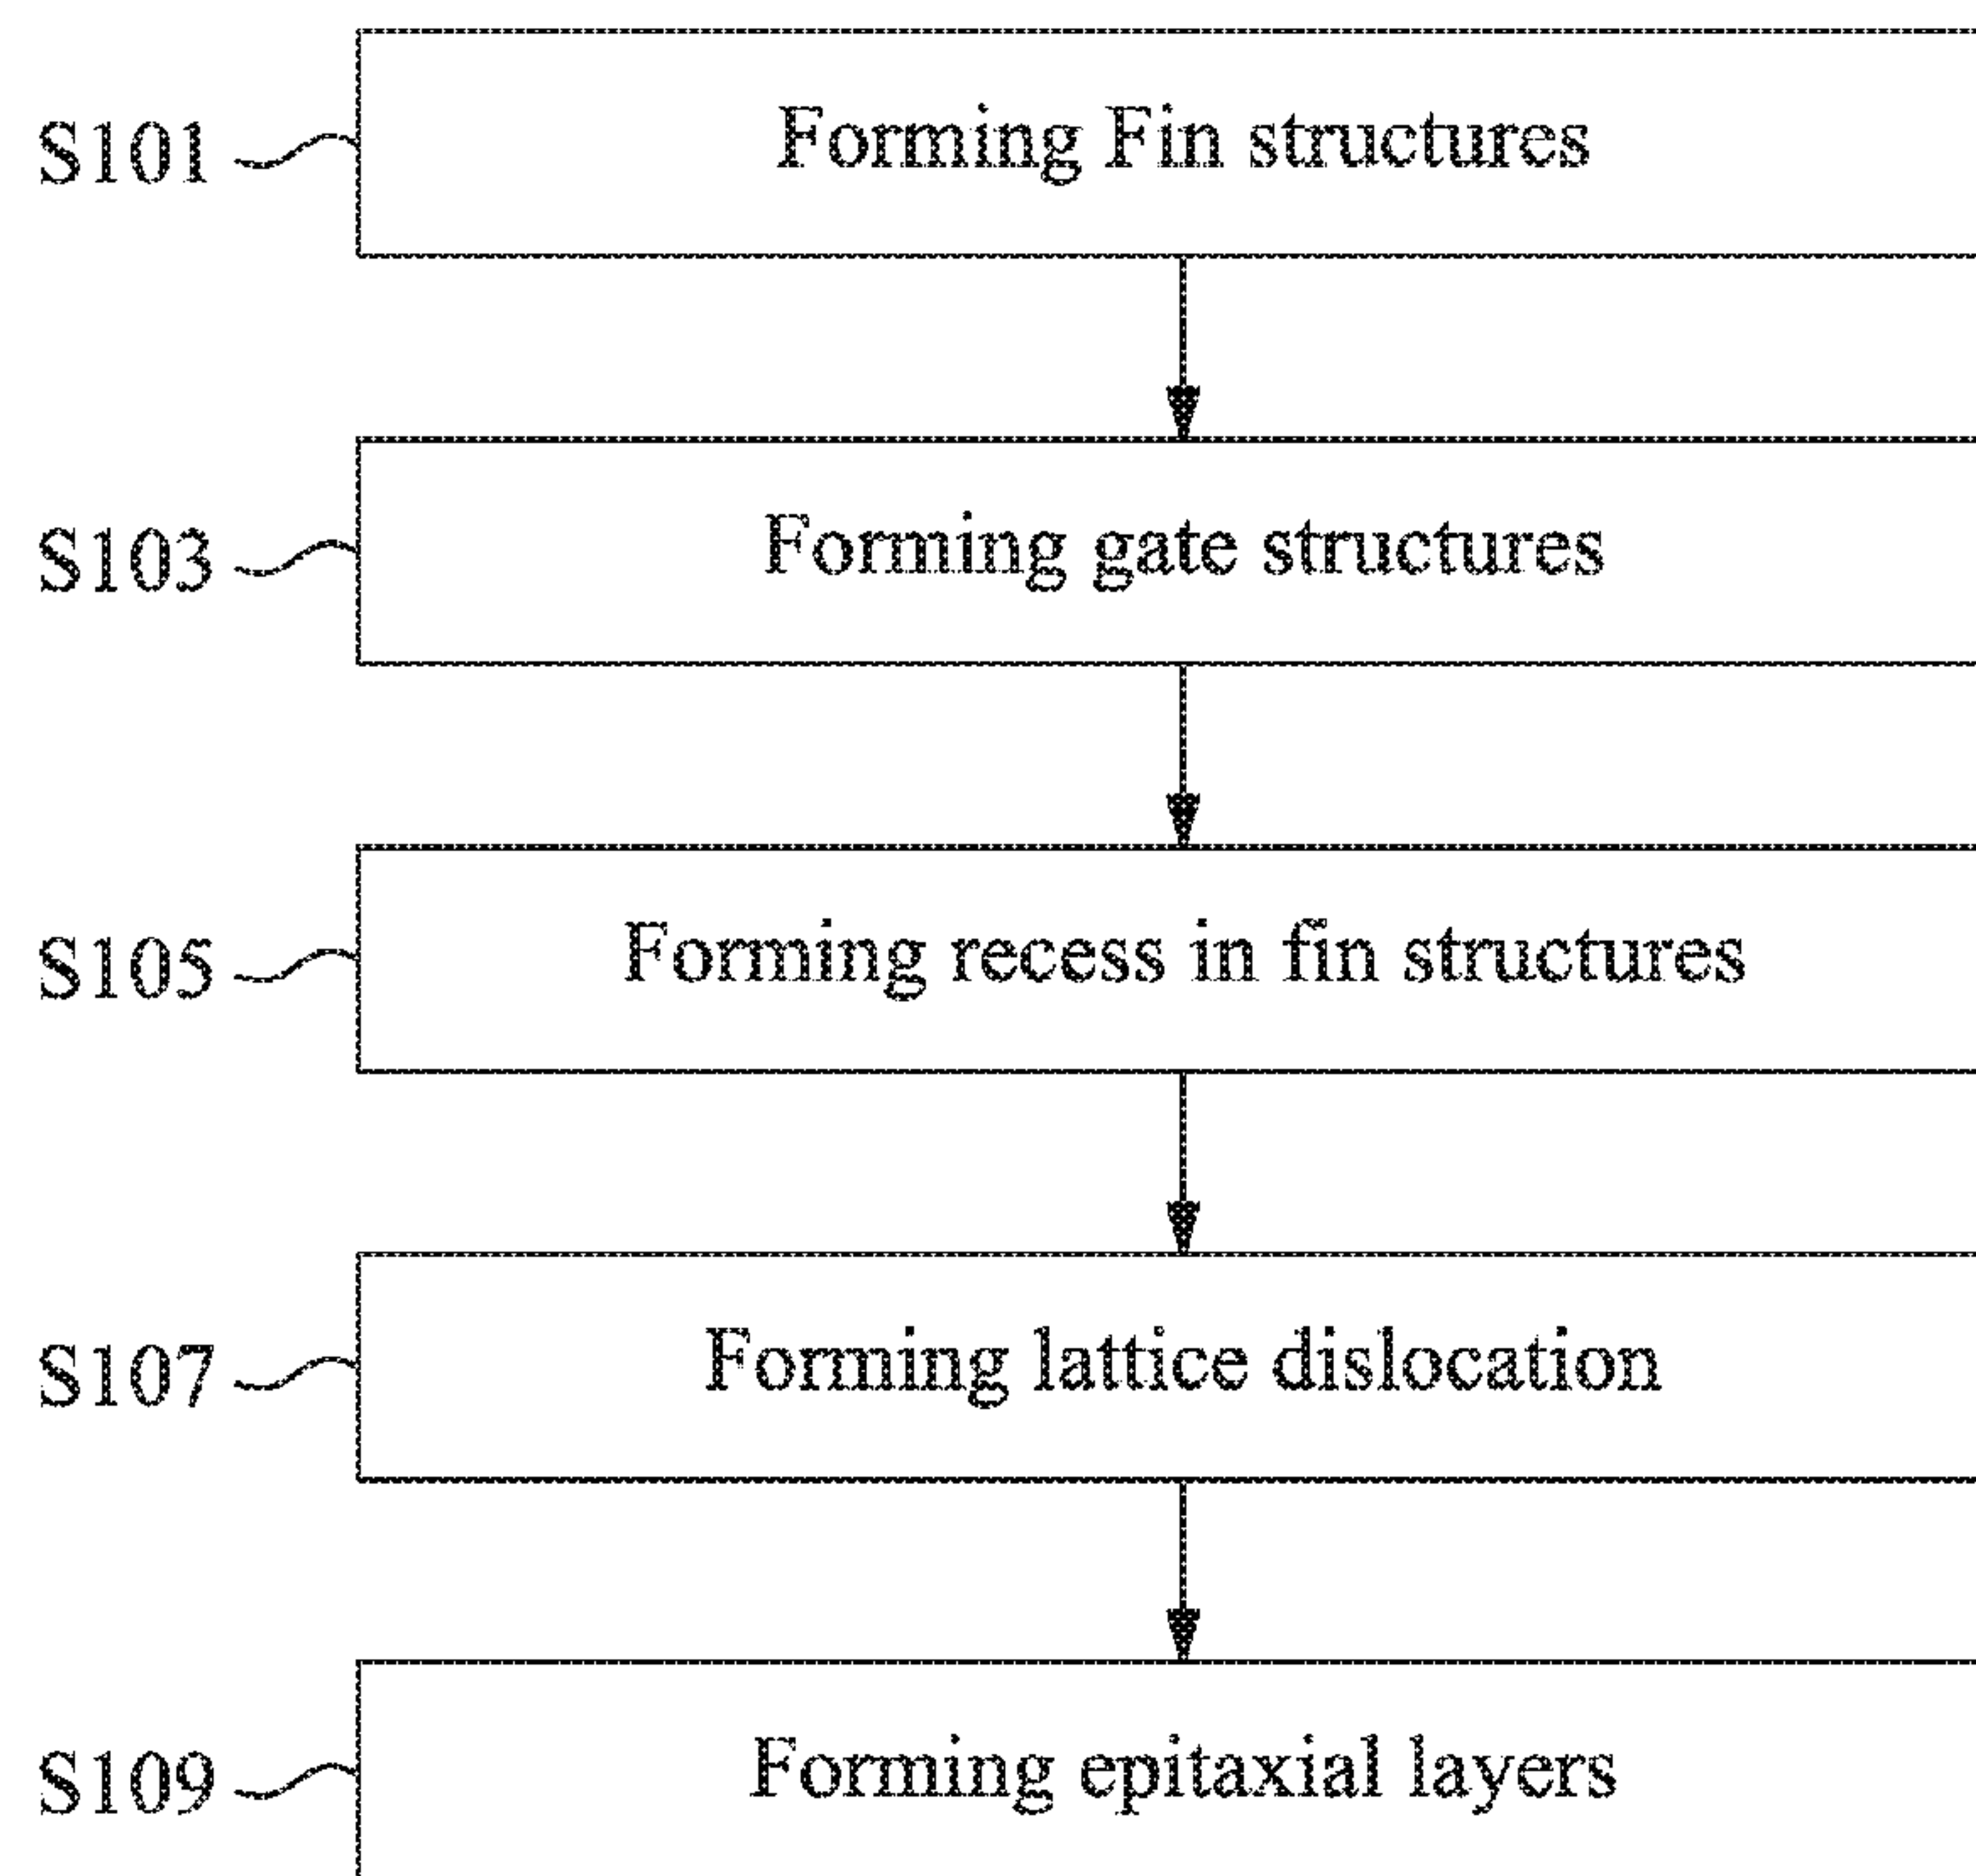 S101 Forming Fin structures
S103 Forming gate structures
S105 Forming recess in fin structures
S107 Forming lattice dislocation
S109 Forming epitaxial layers